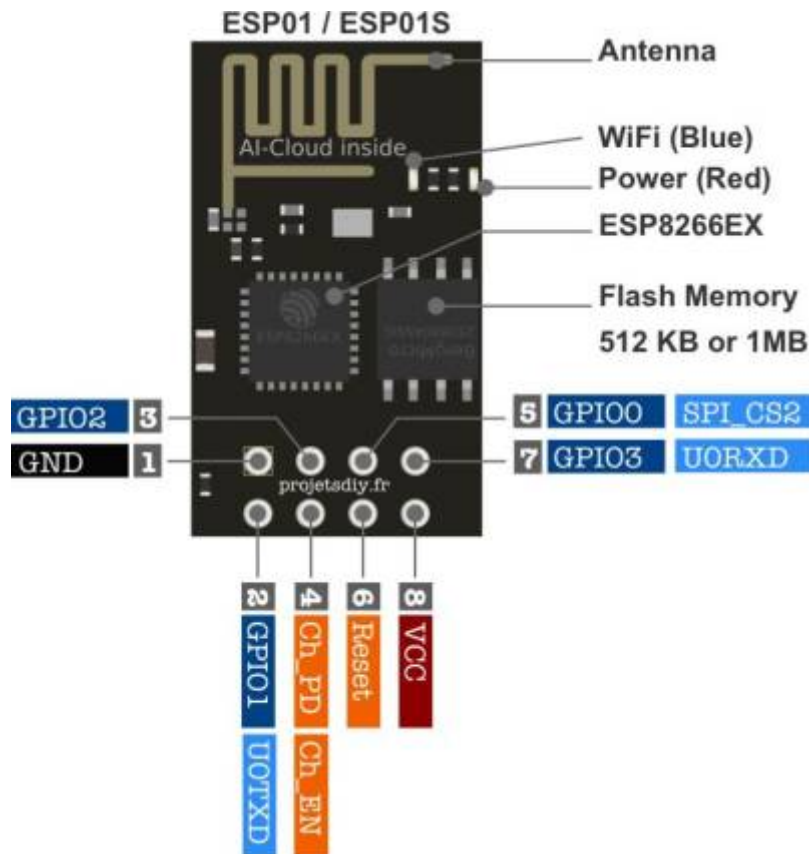 ESP01 / ESP01S
Antenna
AI-Cloud inside
WiFi (Blue)
Power (Red)
ESP8266EX
Flash Memory
512 KB or 1MB
GPIO2 3
GND 1
5 GPIO0 SPI_CS2
7 GPIO3 U0RXD
projetsdiy.fr
2 GPIO1 U0TXD
4 Ch_PD Ch_EN
6 Reset
8 VCC